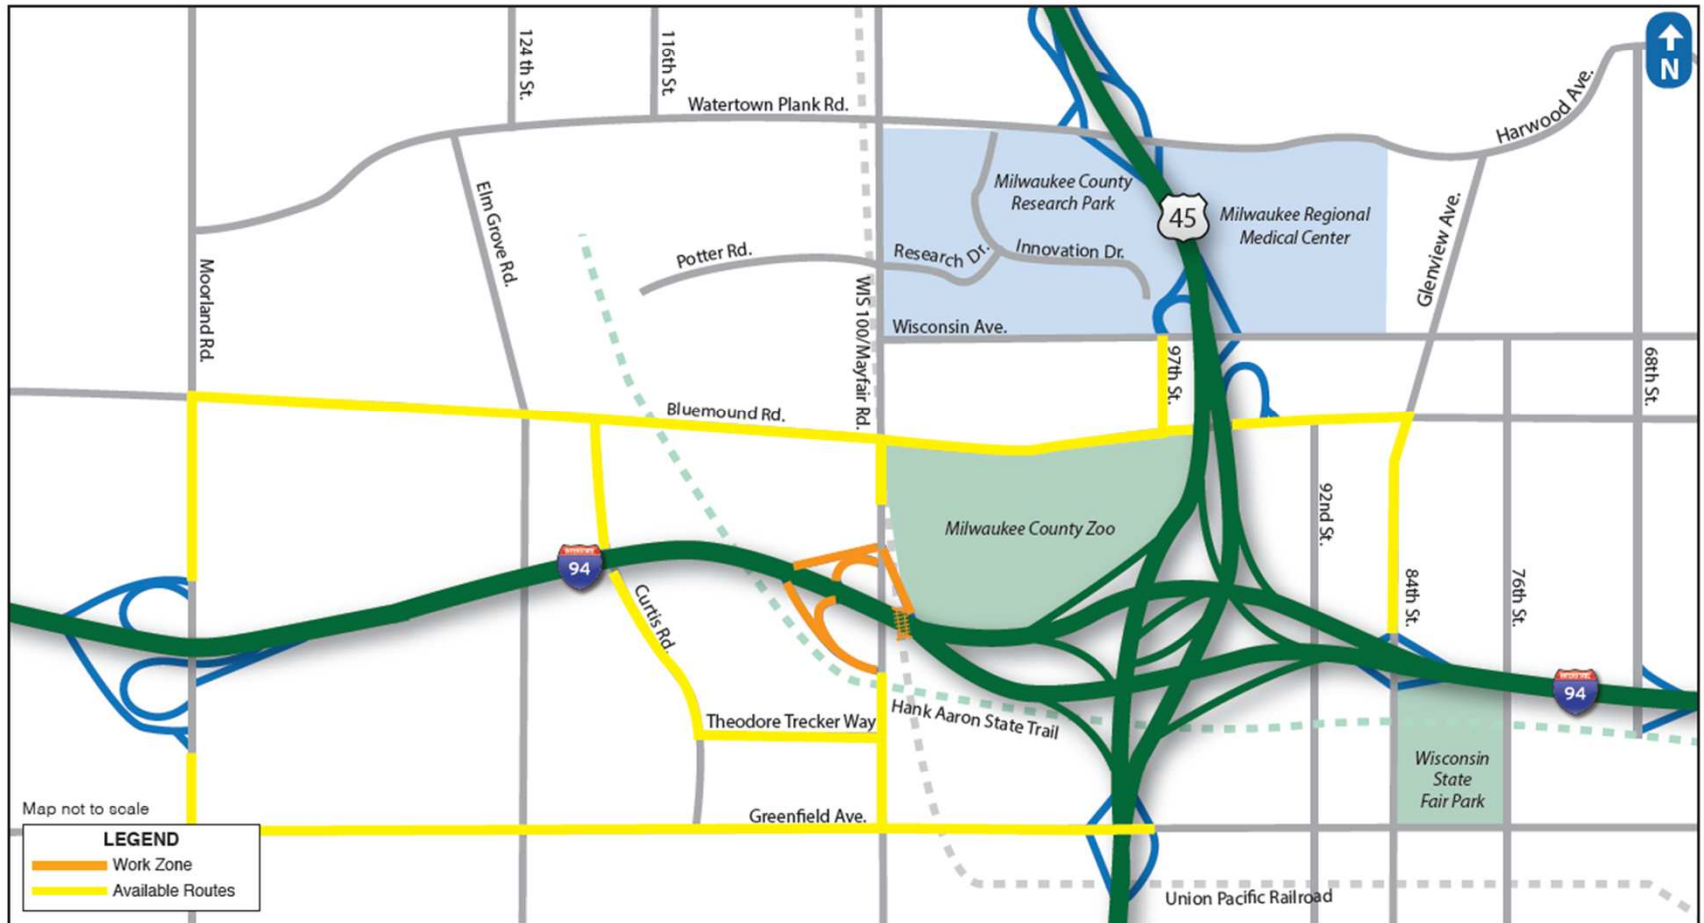 N
124 th St.
116th St.
Watertown Plank Rd.
Harwood Ave.
Milwaukee County
Research Park
45
Milwaukee Regional
Medical Center
Elm Grove Rd.
Glenview Ave.
Potter Rd.
Research Dr.
Innovation Dr.
Moorland Rd.
WIS 100/Mayfair Rd.
Wisconsin Ave.
97th St.
68th St.
Bluemound Rd.
Milwaukee County Zoo
92nd St.
INTERSTATE
94
Curtis Rd.
84th St.
76th St.
INTERSTATE
94
Theodore Trecker Way
Hank Aaron State Trail
Wisconsin
State
Fair Park
Map not to scale
Greenfield Ave.
LEGEND
Work Zone
Available Routes
Union Pacific Railroad